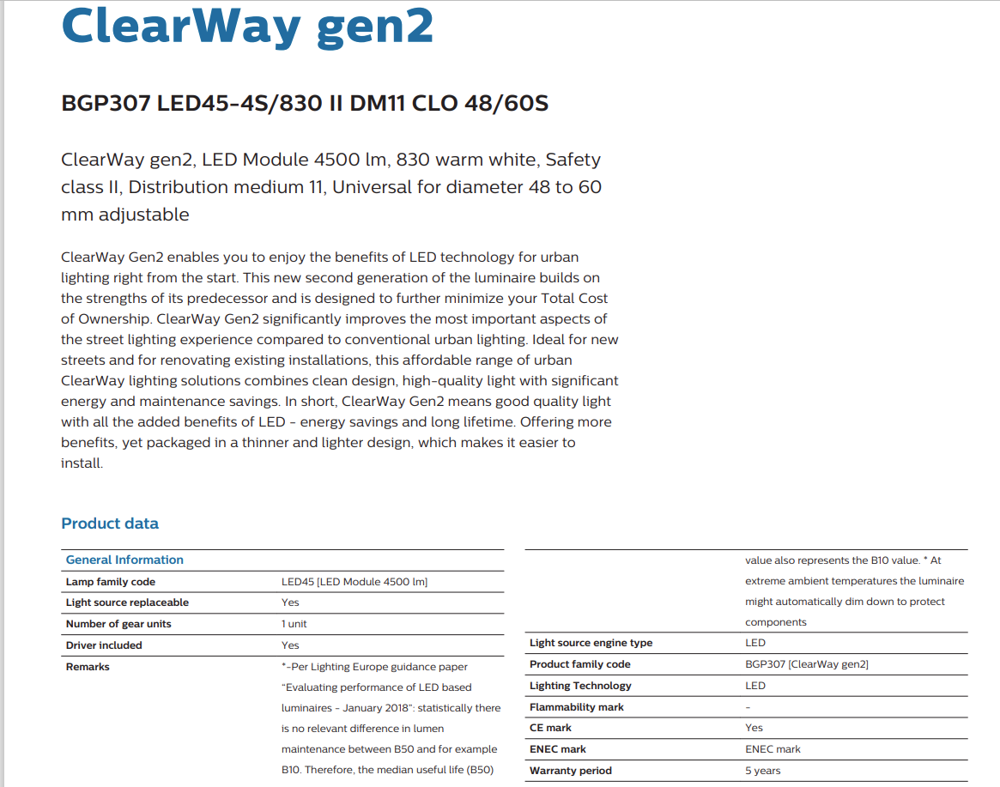 ClearWay gen2
BGP307 LED45-4S/830 II DM11 CLO 48/60S
ClearWay gen2, LED Module 4500 lm, 830 warm white, Safety
class II, Distribution medium 11, Universal for diameter 48 to 60
mm adjustable
ClearWay Gen2 enables you to enjoy the benefits of LED technology for urban
lighting right from the start. This new second generation of the luminaire builds on
the strengths of its predecessor and is designed to further minimize your Total Cost
of Ownership. ClearWay Gen2 significantly improves the most important aspects of
the street lighting experience compared to conventional urban lighting. Ideal for new
streets and for renovating existing installations, this affordable range of urban
ClearWay lighting solutions combines clean design, high-quality light with significant
energy and maintenance savings. In short, ClearWay Gen2 means good quality light
with all the added benefits of LED - energy savings and long lifetime. Offering more
benefits, yet packaged in a thinner and lighter design, which makes it easier to
install.
Product data
General Information
Lamp family code LED45 [LED Module 4500 lm]
Light source replaceable Yes
Number of gear units 1 unit
Driver included Yes
Remarks *-Per Lighting Europe guidance paper
“Evaluating performance of LED based
luminaires - January 2018”: statistically there
is no relevant difference in lumen
maintenance between B50 and for example
B10. Therefore, the median useful life (B50)
value also represents the B10 value. * At
extreme ambient temperatures the luminaire
might automatically dim down to protect
components
Light source engine type LED
Product family code BGP307 [ClearWay gen2]
Lighting Technology LED
Flammability mark -
CE mark Yes
ENEC mark ENEC mark
Warranty period 5 years